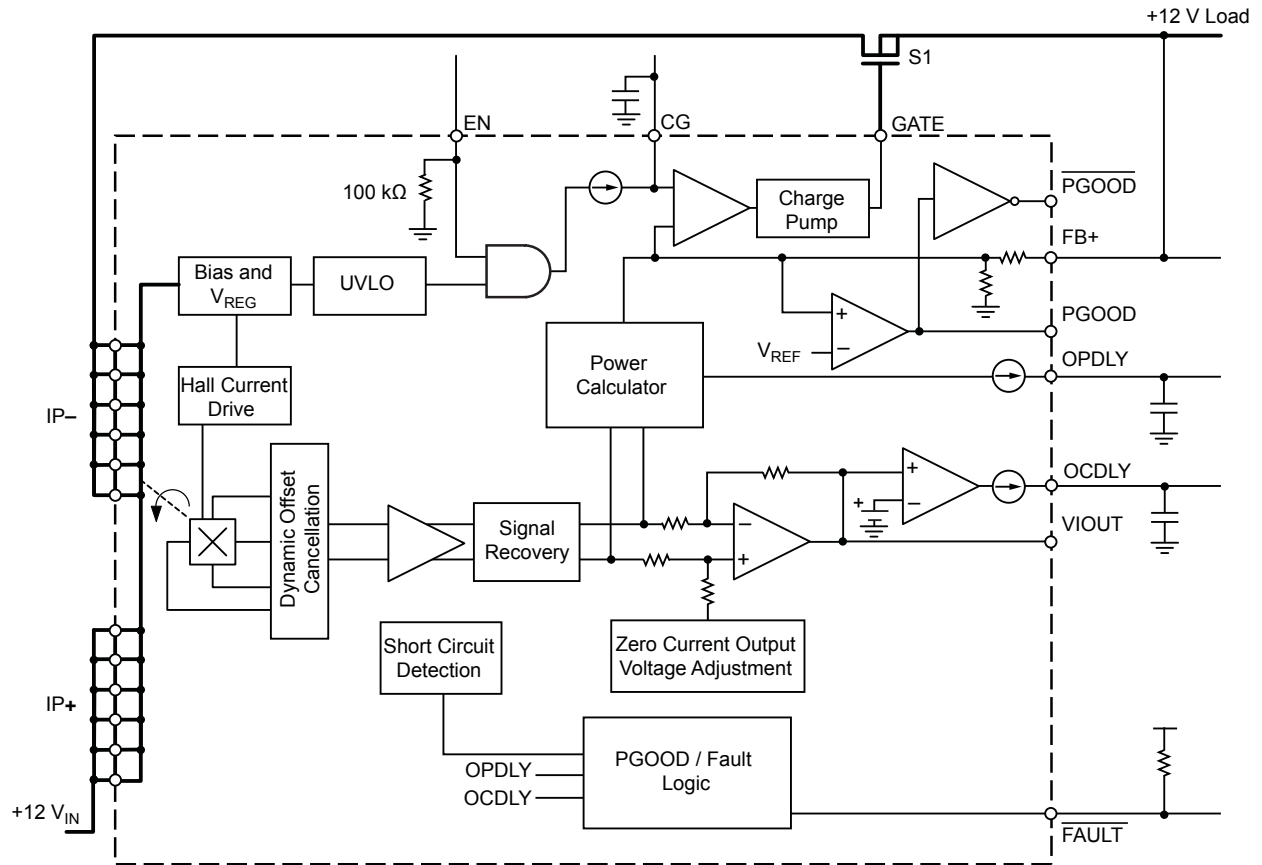 +12 V Load
S1
EN
CG
GATE
100 kΩ
Charge
Pump
PGOOD
FB+
Bias and
VREG
UVLO
PGOOD
+
−
VREF
Power
Calculator
OPDLY
Hall Current
Drive
IP−
Dynamic Offset
Cancellation
Signal
Recovery
+
−
+
OCDLY
VIOUT
−
+
Short Circuit
Detection
Zero Current Output
Voltage Adjustment
IP+
PGOOD / Fault
Logic
OPDLY
OCDLY
+12 VIN
FAULT